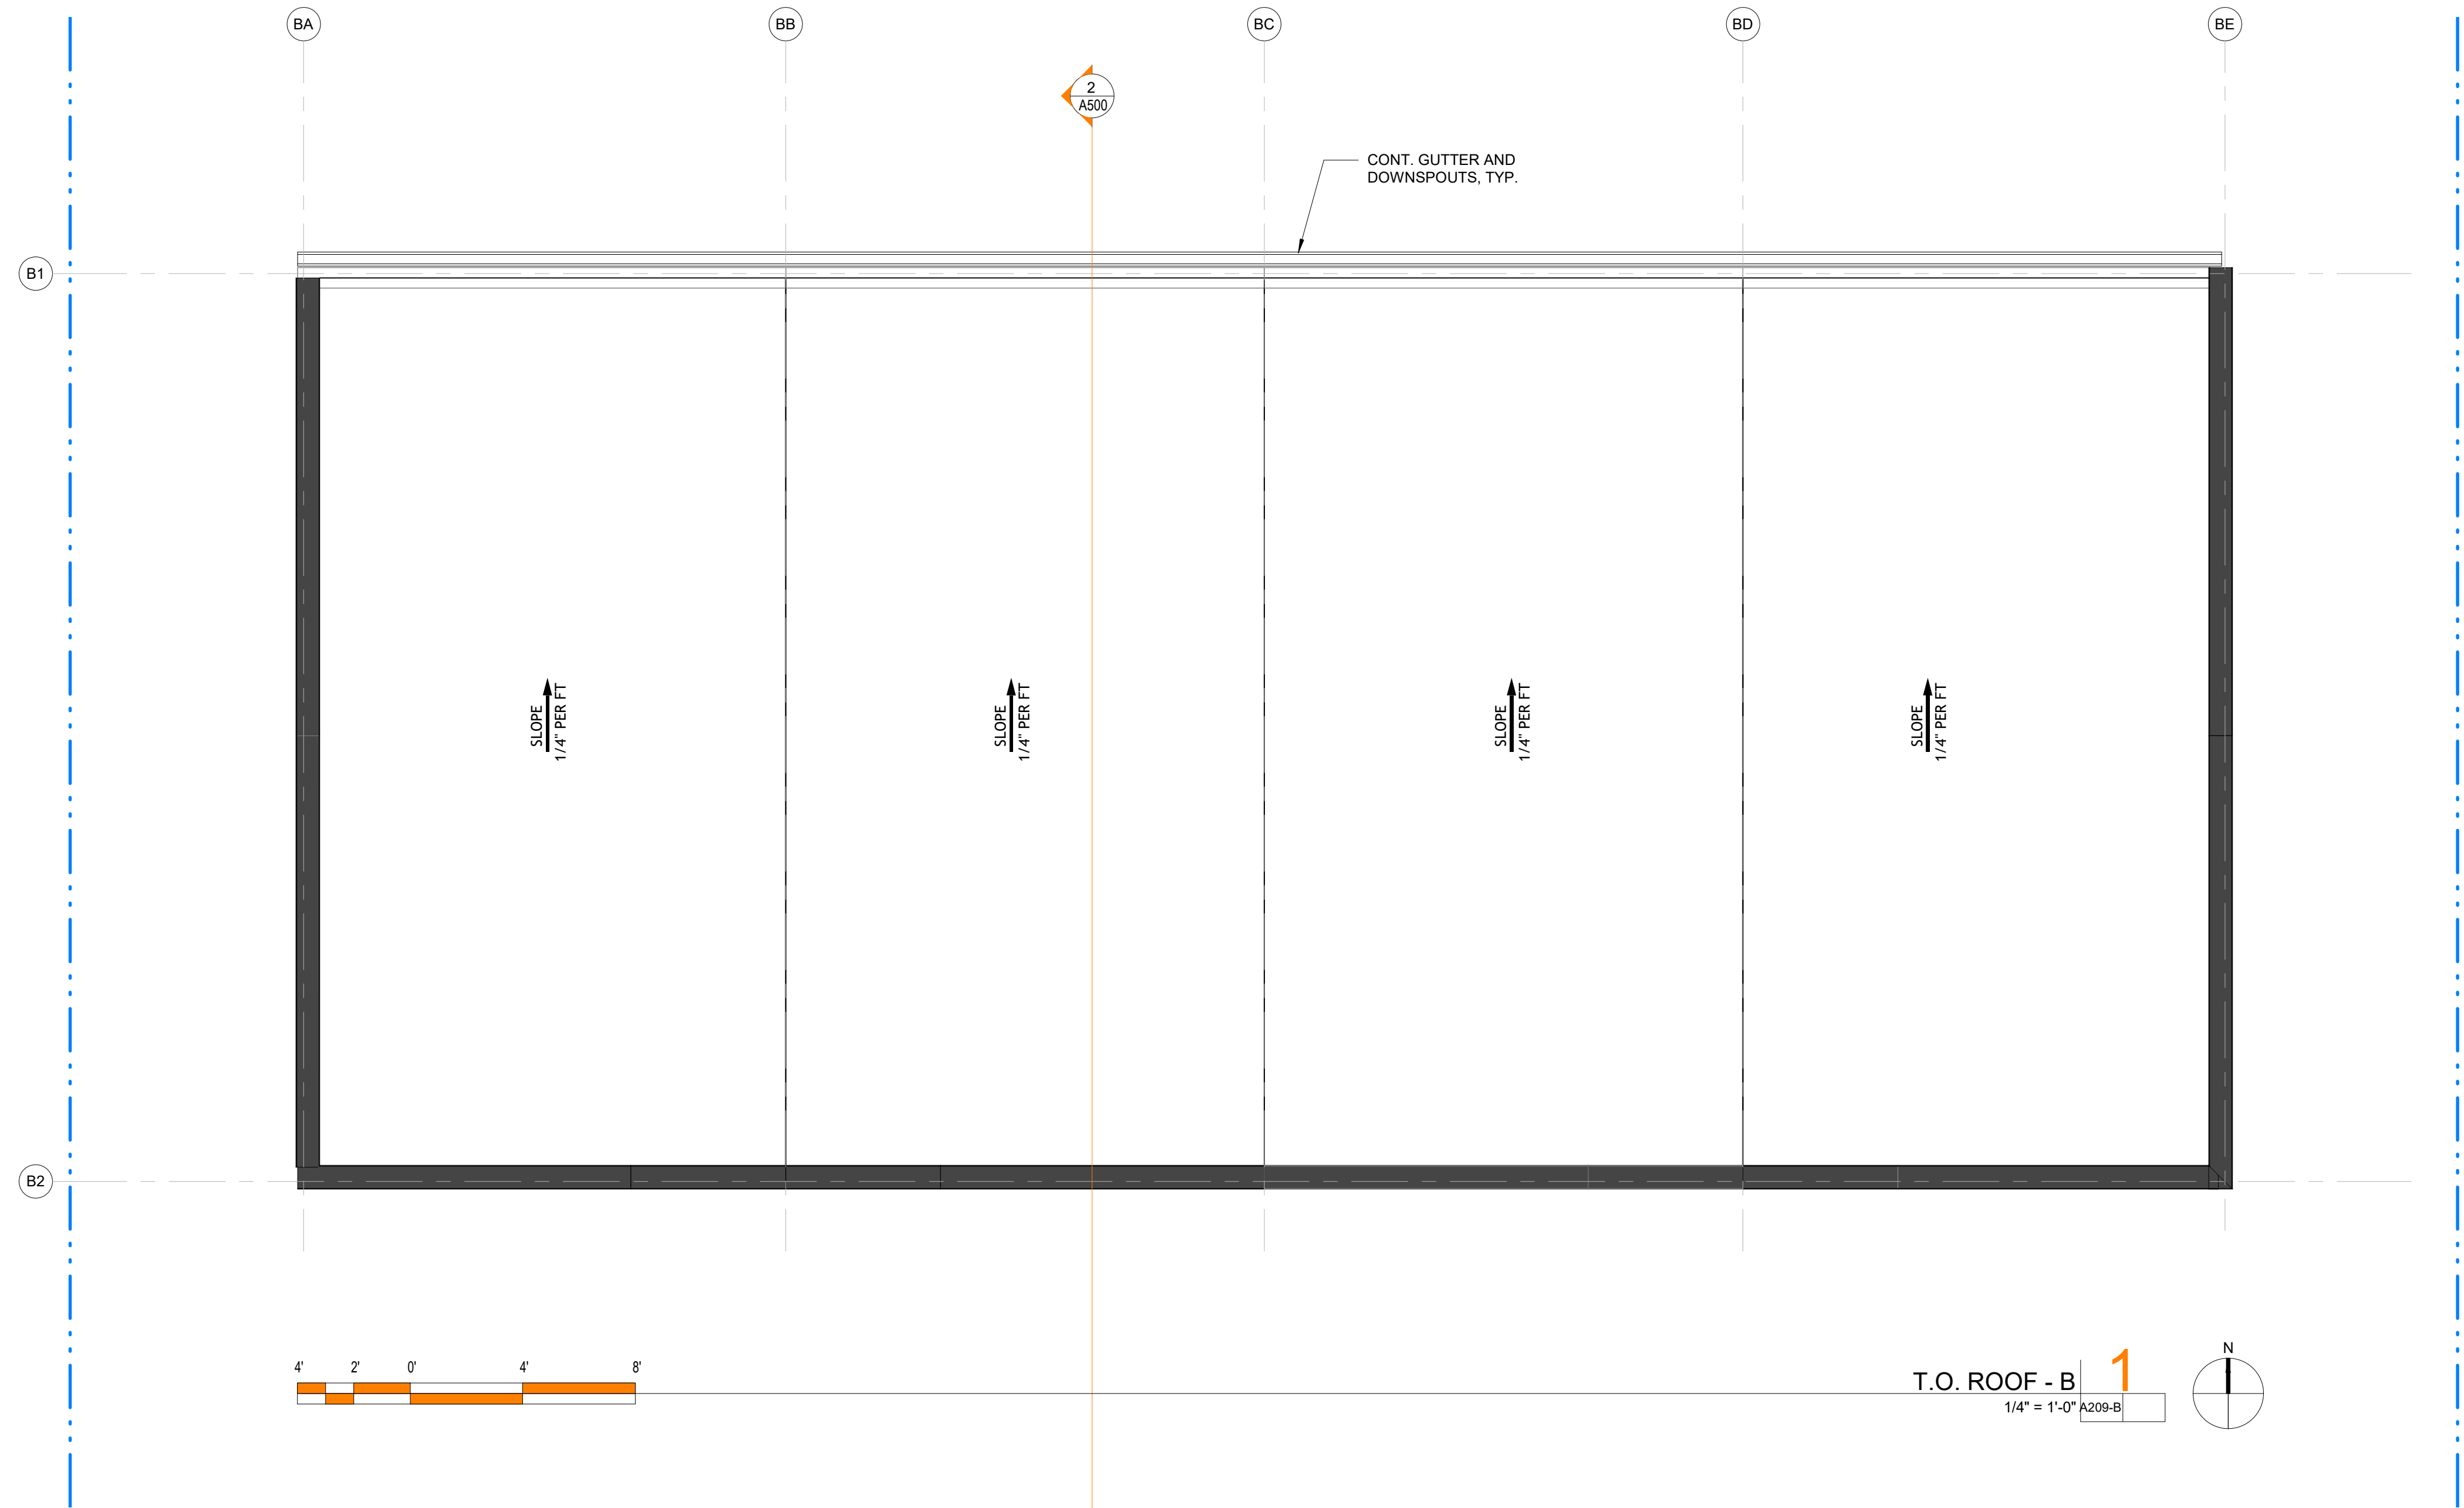 BA
BB
BC
BD
BE
2
A500
CONT. GUTTER AND
DOWNSPOUTS, TYP.
B1
SLOPE
1/4" PER FT
SLOPE
1/4" PER FT
SLOPE
1/4" PER FT
SLOPE
1/4" PER FT
B2
4' 2' 0' 4' 8'
T.O. ROOF - B
1
1/4" = 1'-0"
A209-B
N